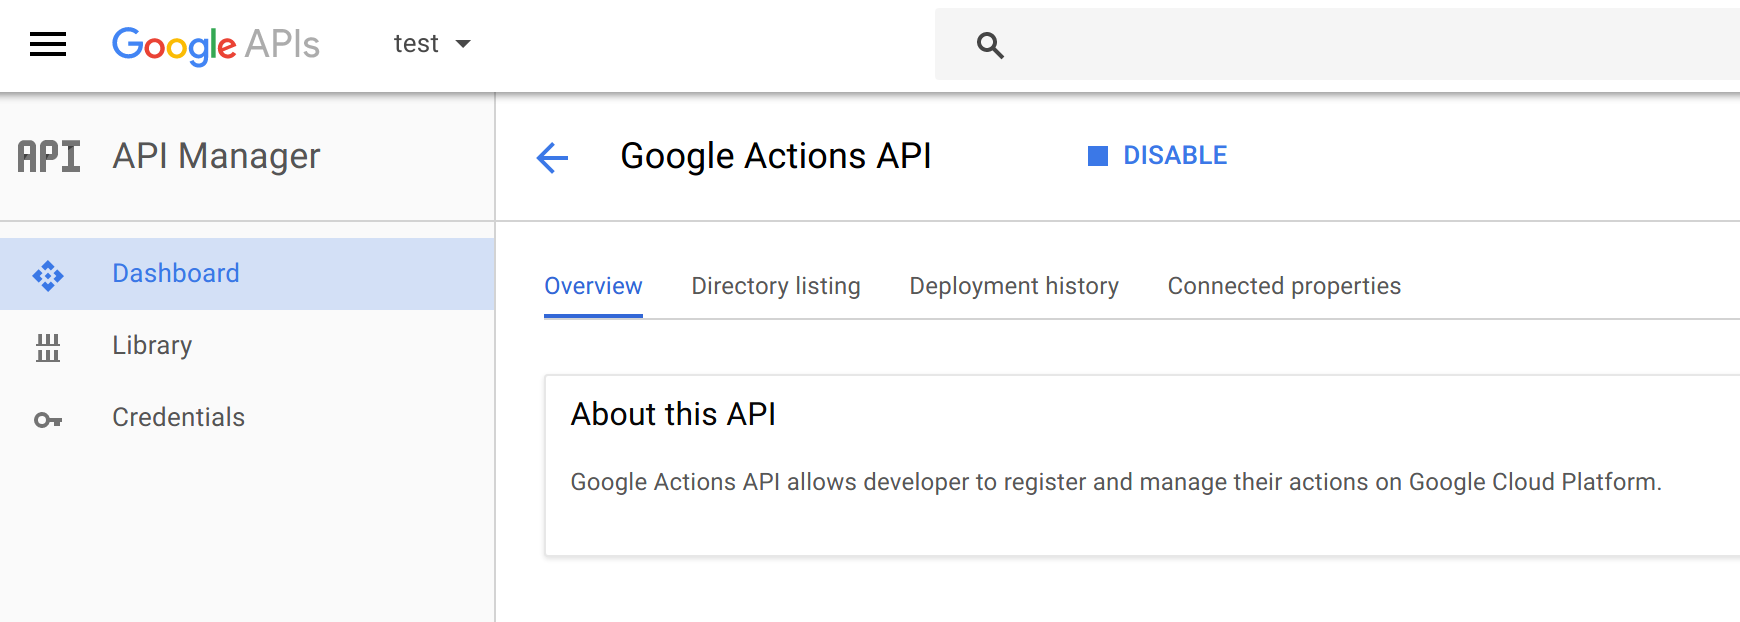 Google APIs
test
API
API Manager
Google Actions API
DISABLE
Dashboard
Library
Credentials
Overview
Directory listing
Deployment history
Connected properties
About this API
Google Actions API allows developer to register and manage their actions on Google Cloud Platform.